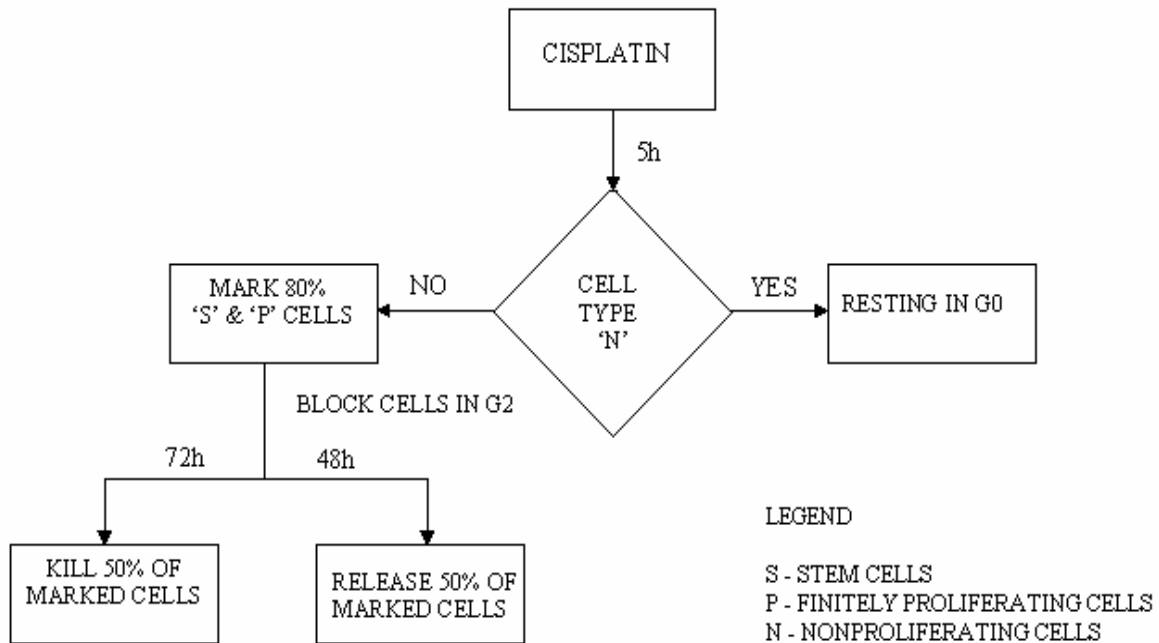 CISPLATIN
5h
CELL
TYPE
‘N’
NO
YES
MARK 80%
‘S’ & ‘P’ CELLS
RESTING IN G0
BLOCK CELLS IN G2
72h
48h
KILL 50% OF
MARKED CELLS
RELEASE 50% OF
MARKED CELLS
LEGEND
S - STEM CELLS
P - FINITELY PROLIFERATING CELLS
N - NONPROLIFERATING CELLS